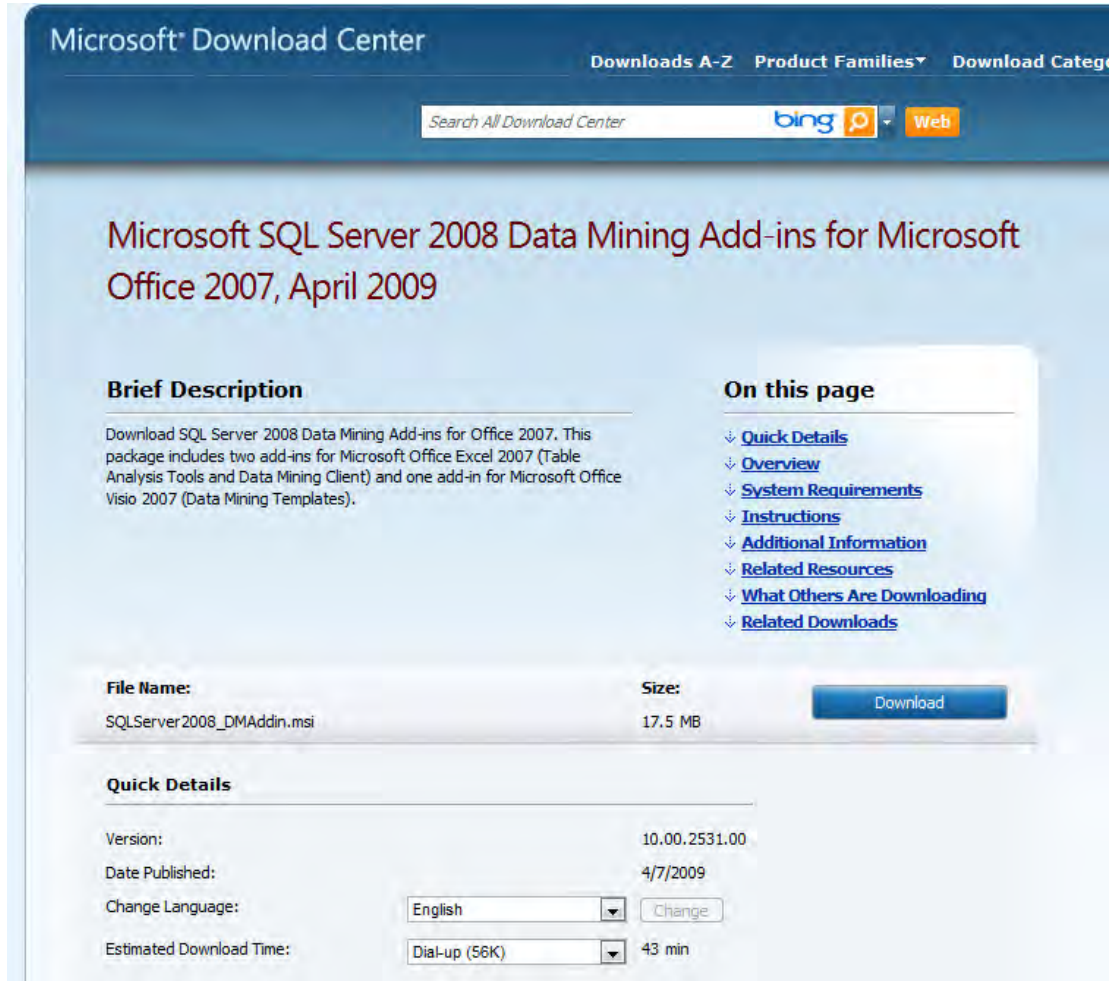 Microsoft® Download Center
Downloads A-Z Product Families Download Catego
Search All Download Center bing Web
Microsoft SQL Server 2008 Data Mining Add-ins for Microsoft
Office 2007, April 2009
Brief Description
Download SQL Server 2008 Data Mining Add-ins for Office 2007. This
package includes two add-ins for Microsoft Office Excel 2007 (Table
Analysis Tools and Data Mining Client) and one add-in for Microsoft Office
Visio 2007 (Data Mining Templates).
On this page
Quick Details
Overview
System Requirements
Instructions
Additional Information
Related Resources
What Others Are Downloading
Related Downloads
File Name: Size:
SQLServer2008_DMAddin.msi 17.5 MB
Download
Quick Details
Version: 10.00.2531.00
Date Published: 4/7/2009
Change Language: English Change
Estimated Download Time: Dial-up (56K) 43 min